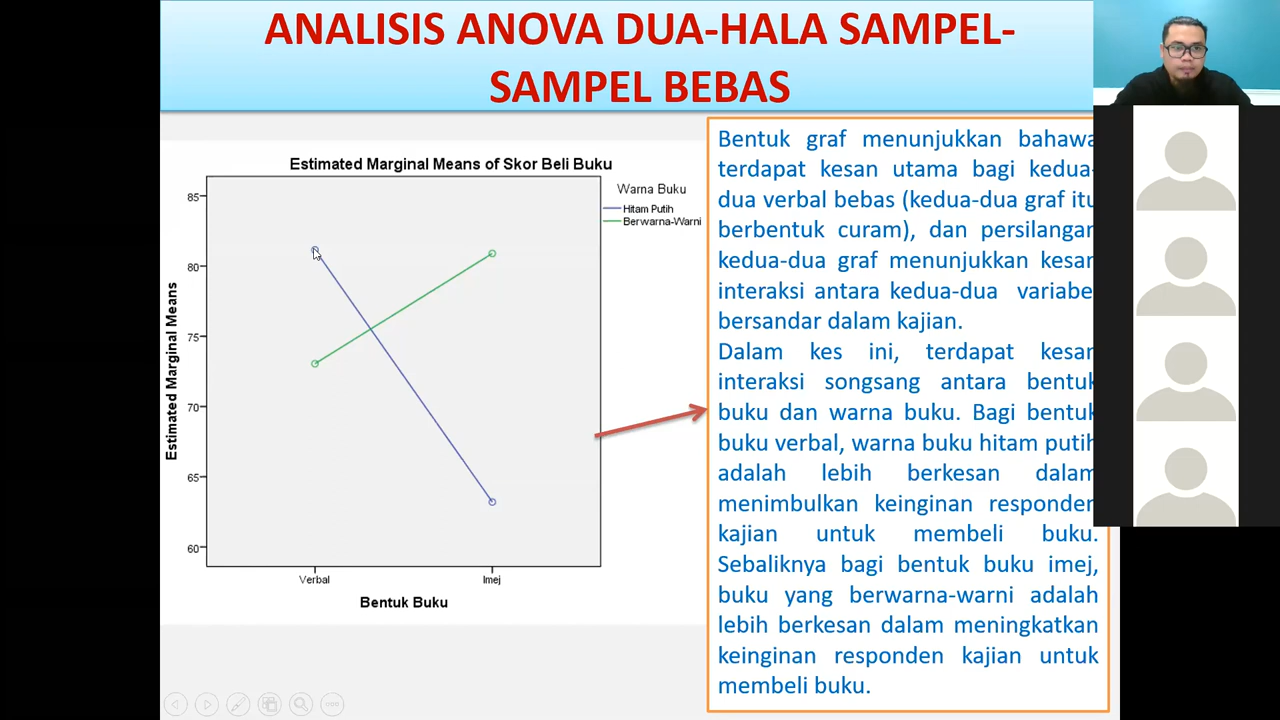 ANALISIS ANOVA DUA-HALA SAMPEL-
SAMPEL BEBAS
Estimated Marginal Means of Skor Beli Buku
Warna Buku
Hitam Putih
Berwarna-Warni
85
80
75
70
65
60
Estimated Marginal Means
Verbal
Imej
Bentuk Buku
Bentuk graf menunjukkan bahawa
terdapat kesan utama bagi kedua-
dua verbal bebas (kedua-dua graf itu
berbentuk curam), dan persilangan
kedua-dua graf menunjukkan kesan
interaksi antara kedua-dua variabe
bersandar dalam kajian.
Dalam kes ini, terdapat kesan
interaksi songsang antara bentuk
buku dan warna buku. Bagi bentuk
buku verbal, warna buku hitam putih
adalah lebih berkesan dalam
menimbulkan keinginan responden
kajian untuk membeli buku.
Sebaliknya bagi bentuk buku imej,
buku yang berwarna-warni adalah
lebih berkesan dalam meningkatkan
keinginan responden kajian untuk
membeli buku.